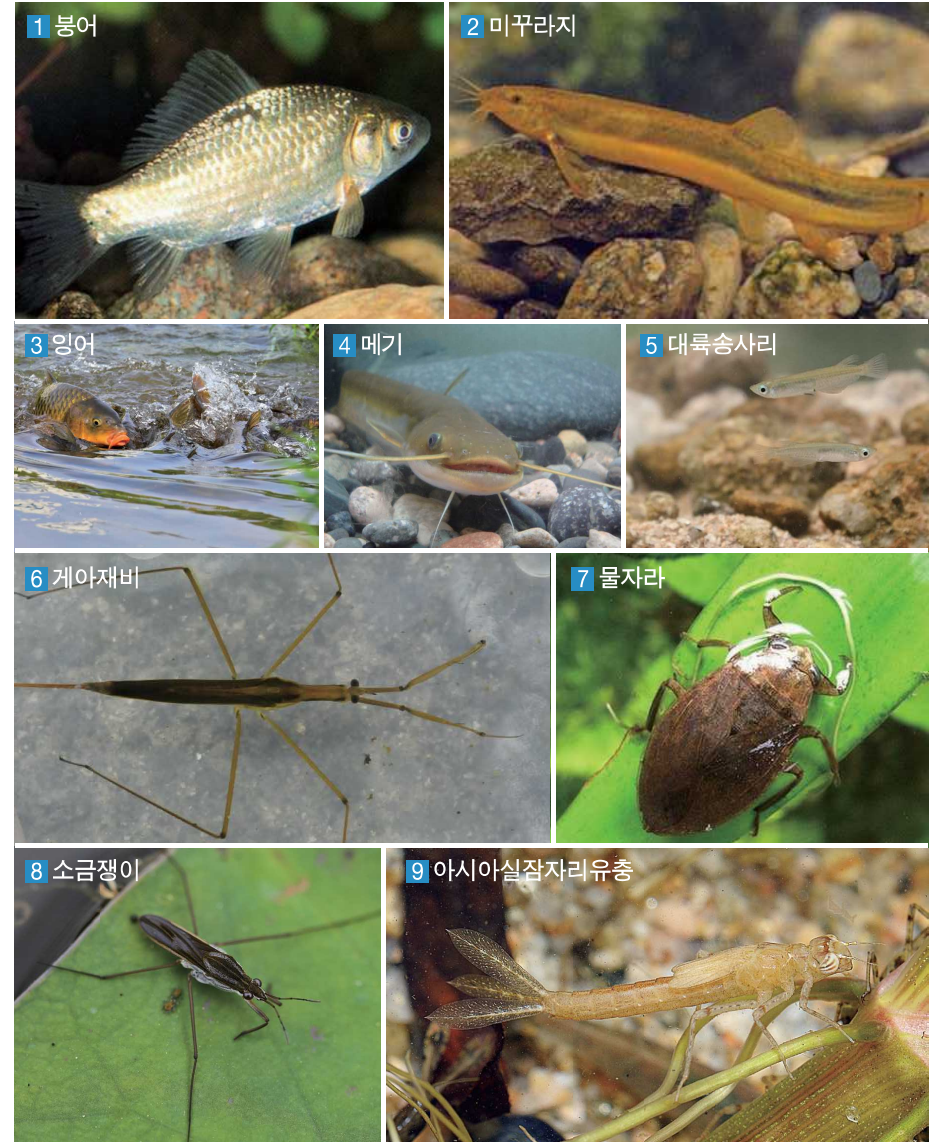 1 붕어
2 미꾸라지
3 잉어
4 메기
5 대륙송사리
6 게아재비
7 물자라
8 소금쟁이
9 아시아실잠자리유충